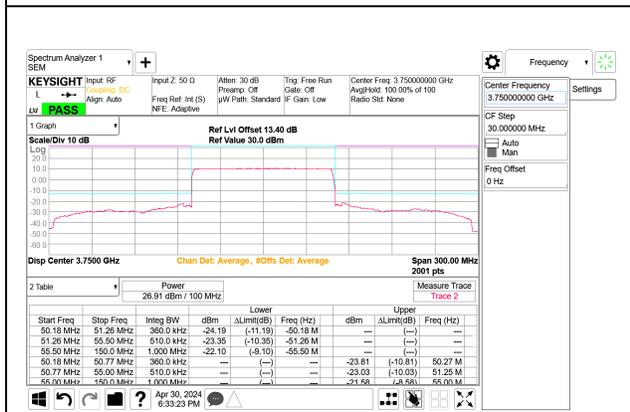 Spectrum Analyzer 1
SEM
Frequency
KEYSIGHT
Input: RF
Coupling: DC
Align: Auto
Input Z: 50 Ω
Freq Ref: Int (S)
NFE: Adaptive
Atten: 30 dB
Preamp: Off
µW Path: Standard
Trig: Free Run
Gate: Off
IF Gain: Low
Center Freq: 3.750000000 GHz
Avg|Hold: 100.00% of 100
Radio Std: None
L
LVI PASS
Center Frequency
3.750000000 GHz
Settings
CF Step
30.000000 MHz
Auto
Man
Freq Offset
0 Hz
1 Graph
Scale/Div 10 dB
Ref Lvl Offset 13.40 dB
Ref Value 30.0 dBm
Log
20.0
10.0
0.00
-10.0
-20.0
-30.0
-40.0
-50.0
-60.0
Disp Center 3.7500 GHz
Chan Det: Average, #Offs Det: Average
Span 300.00 MHz
2001 pts
2 Table
Power
26.91 dBm / 100 MHz
Measure Trace
Trace 2
Lower Upper
Start Freq Stop Freq Integ BW dBm ΔLimit(dB) Freq (Hz) dBm ΔLimit(dB) Freq (Hz)
50.18 MHz 51.26 MHz 360.0 kHz -24.19 (-11.19) -50.18 M --- (---) ---
51.26 MHz 55.50 MHz 510.0 kHz -23.35 (-10.35) -51.26 M --- (---) ---
55.50 MHz 150.0 MHz 1.000 MHz -22.10 (-9.10) -55.50 M --- (---) ---
50.18 MHz 50.77 MHz 360.0 kHz --- (---) --- -23.81 (-10.81) 50.27 M
50.77 MHz 55.00 MHz 510.0 kHz --- (---) --- -23.03 (-10.03) 51.25 M
55.00 MHz 150.0 MHz 1.000 MHz --- (---) --- -21.58 (-8.58) 55.00 M
Apr 30, 2024
6:33:23 PM